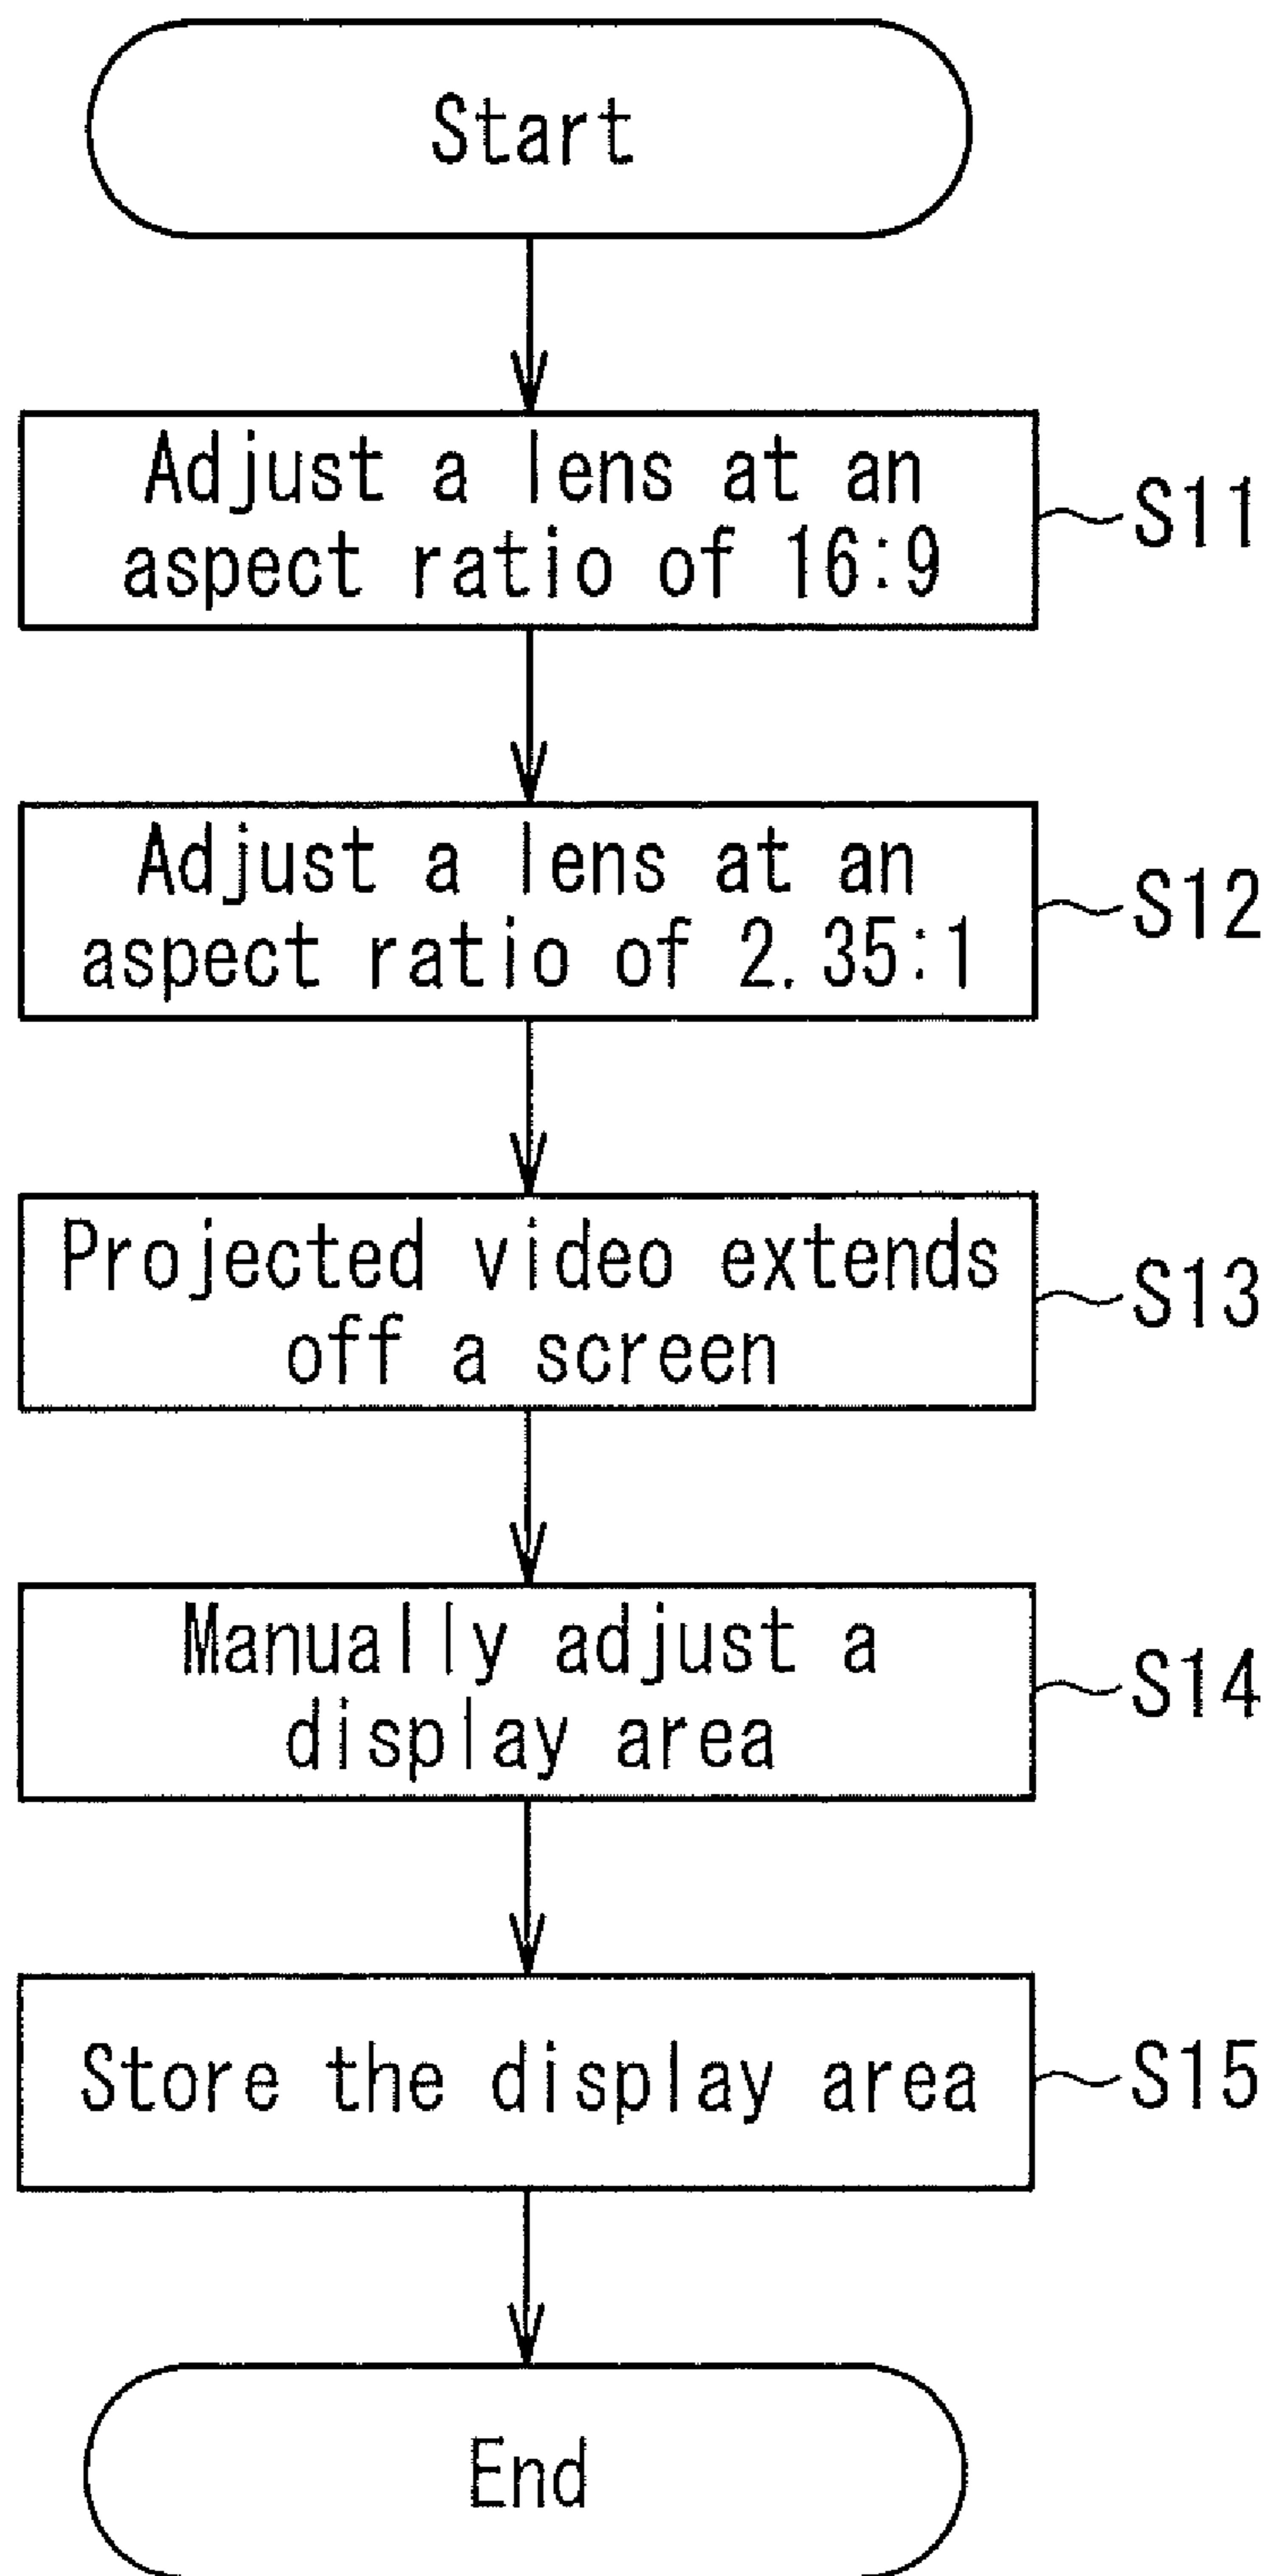 Start
Adjust a lens at an
aspect ratio of 16:9
S11
Adjust a lens at an
aspect ratio of 2.35:1
S12
Projected video extends
off a screen
S13
Manually adjust a
display area
S14
Store the display area
S15
End